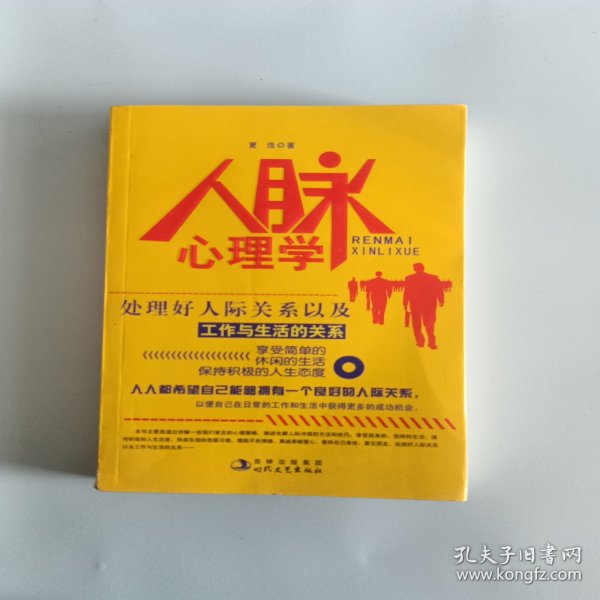 夏 浩◎著
人脉
心理学
RENMAI
XINLIXUE
处理好人际关系以及
工作与生活的关系
享受简单的
休闲的生活
保持积极的人生态度
人人都希望自己能够拥有一个良好的人际关系，
以便自己在日常的工作和生活中获得更多的成功机会。
吉林出版集团
时代文艺出版社
孔夫子旧书网
www.kongfz.com